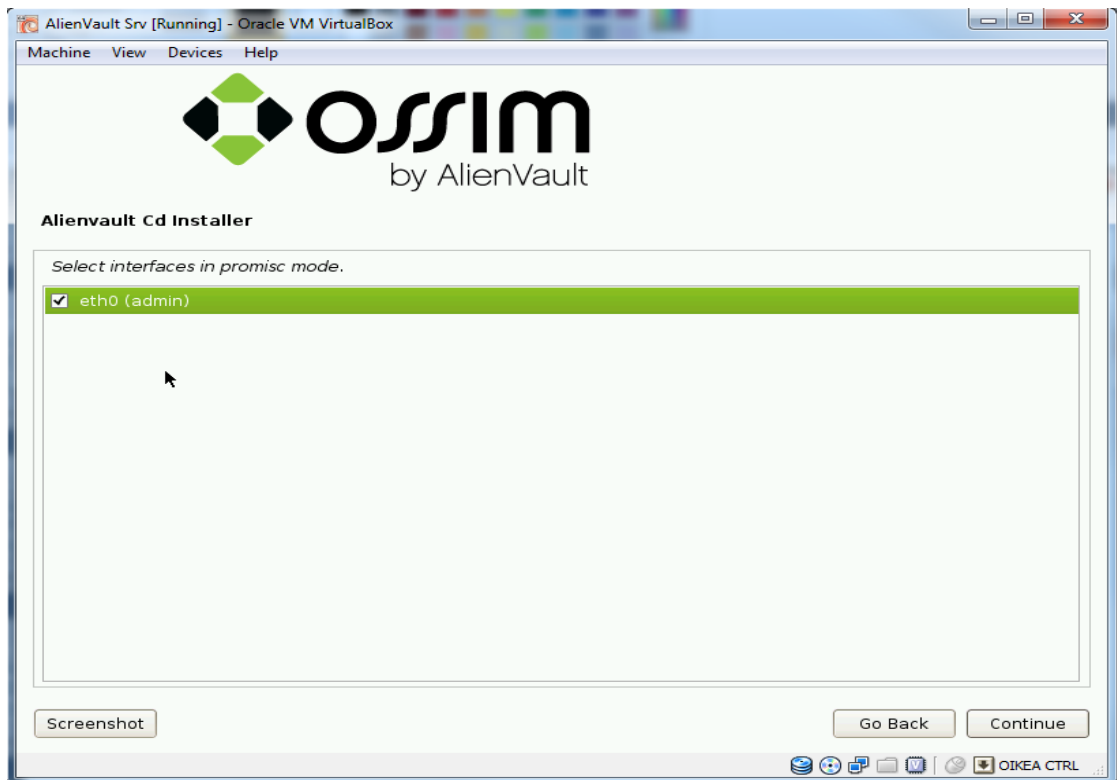 AlienVault Srv [Running] - Oracle VM VirtualBox
Machine View Devices Help
OSSIM
by AlienVault
Alienvault Cd Installer
Select interfaces in promisc mode.
eth0 (admin)
Screenshot Go Back Continue
ΟΙΚΕΑ CTRL